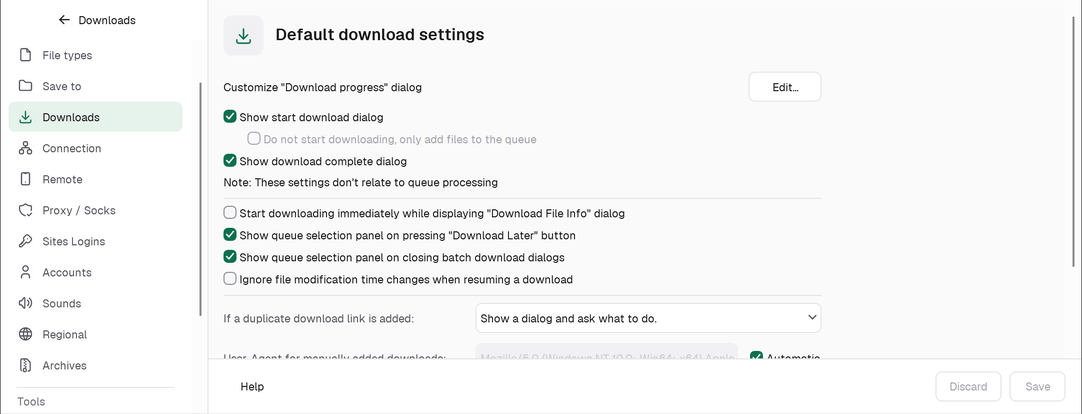 Downloads
File types
Save to
Downloads
Connection
Remote
Proxy / Socks
Sites Logins
Accounts
Sounds
Regional
Archives
Tools
Default download settings
Customize "Download progress" dialog
Edit...
Show start download dialog
Do not start downloading, only add files to the queue
Show download complete dialog
Note: These settings don't relate to queue processing
Start downloading immediately while displaying "Download File Info" dialog
Show queue selection panel on pressing "Download Later" button
Show queue selection panel on closing batch download dialogs
Ignore file modification time changes when resuming a download
If a duplicate download link is added:
Show a dialog and ask what to do.
User-Agent for manually added downloads:
Mozilla/5.0 (Windows NT 10.0; Win64; x64) Apple
Automatic
Help
Discard
Save